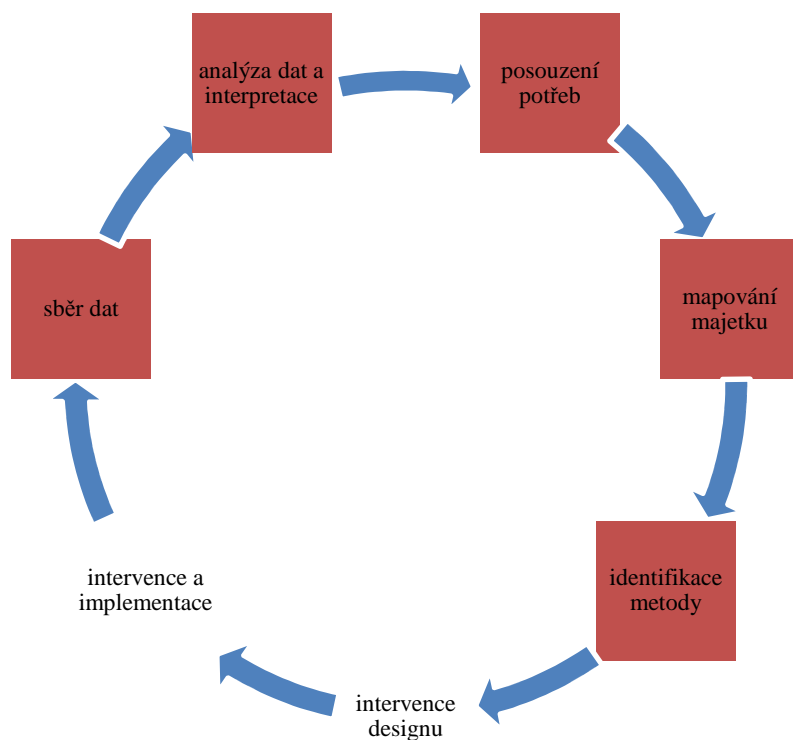 analýza dat a
interpretace
posouzení
potřeb
mapování
majetku
identifikace
metody
intervence
designu
intervence a
implementace
sběr dat